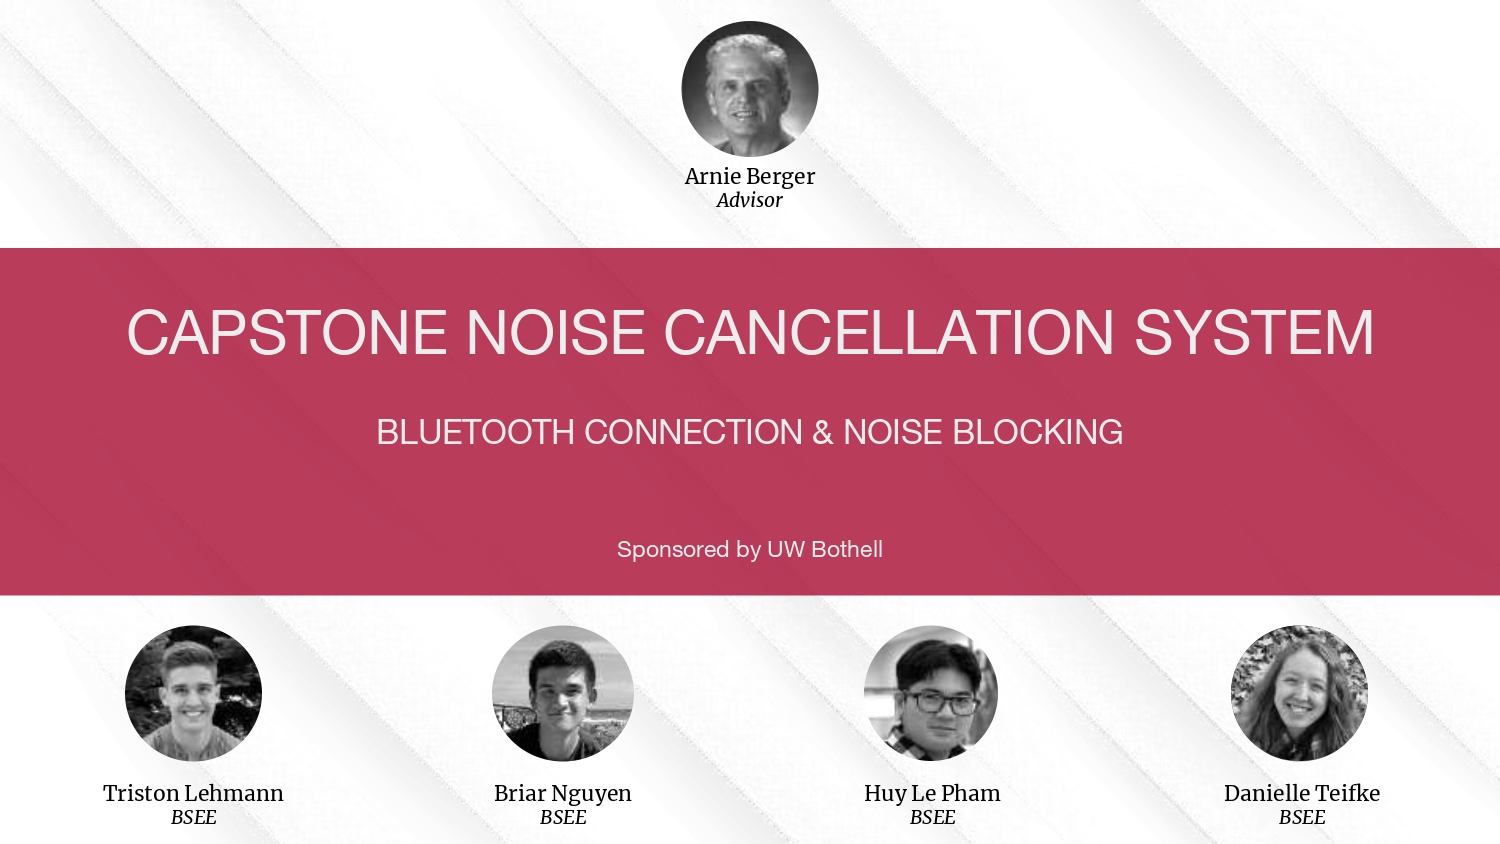 Arnie Berger
Advisor
CAPSTONE NOISE CANCELLATION SYSTEM
BLUETOOTH CONNECTION & NOISE BLOCKING
Sponsored by UW Bothell
Triston Lehmann
BSEE
Briar Nguyen
BSEE
Huy Le Pham
BSEE
Danielle Teifke
BSEE